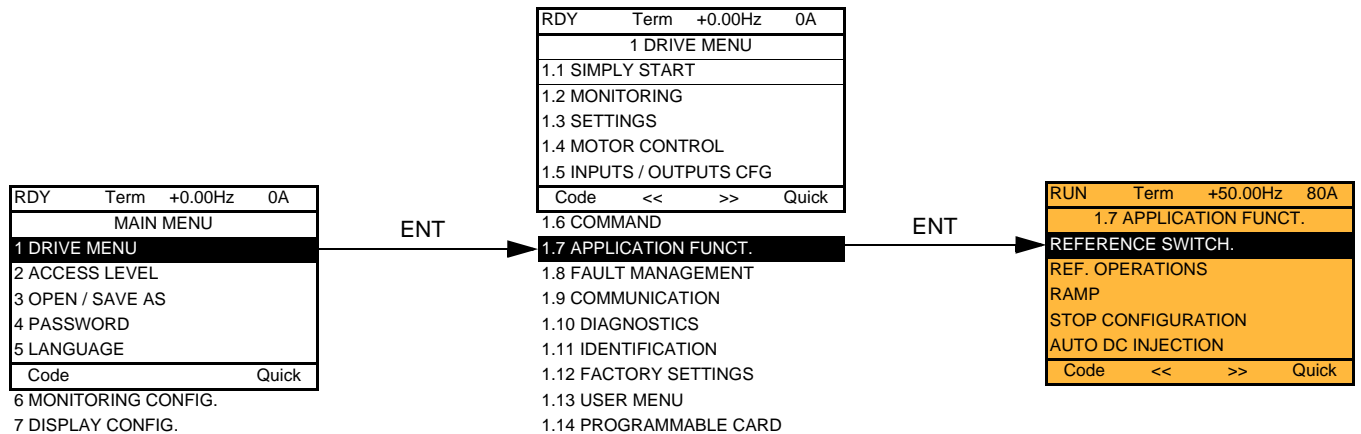 RDY Term +0.00Hz 0A
MAIN MENU
1 DRIVE MENU
2 ACCESS LEVEL
3 OPEN / SAVE AS
4 PASSWORD
5 LANGUAGE
Code Quick
6 MONITORING CONFIG.
7 DISPLAY CONFIG.
ENT
RDY Term +0.00Hz 0A
1 DRIVE MENU
1.1 SIMPLY START
1.2 MONITORING
1.3 SETTINGS
1.4 MOTOR CONTROL
1.5 INPUTS / OUTPUTS CFG
Code << >> Quick
1.6 COMMAND
1.7 APPLICATION FUNCT.
1.8 FAULT MANAGEMENT
1.9 COMMUNICATION
1.10 DIAGNOSTICS
1.11 IDENTIFICATION
1.12 FACTORY SETTINGS
1.13 USER MENU
1.14 PROGRAMMABLE CARD
ENT
RUN Term +50.00Hz 80A
1.7 APPLICATION FUNCT.
REFERENCE SWITCH.
REF. OPERATIONS
RAMP
STOP CONFIGURATION
AUTO DC INJECTION
Code << >> Quick